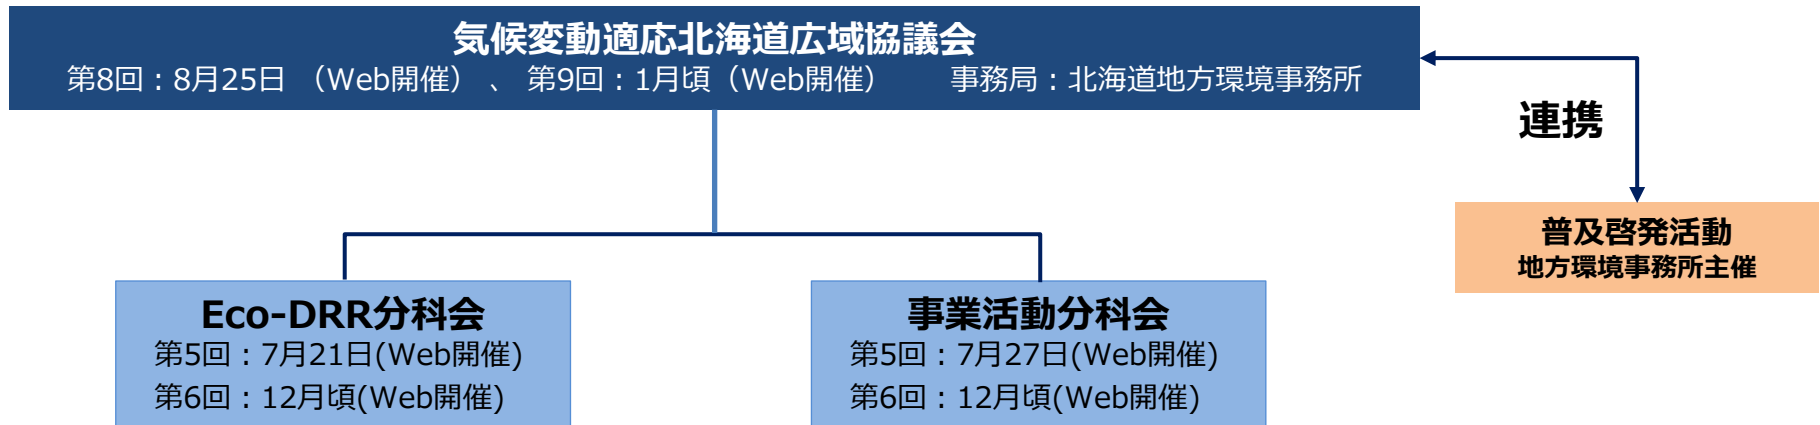 気候変動適応北海道広域協議会
第8回：8月25日 （Web開催） 、 第9回：1月頃（Web開催） 事務局：北海道地方環境事務所
連携
普及啓発活動
地方環境事務所主催
Eco-DRR分科会
第5回：7月21日(Web開催)
第6回：12月頃(Web開催)
事業活動分科会
第5回：7月27日(Web開催)
第6回：12月頃(Web開催)